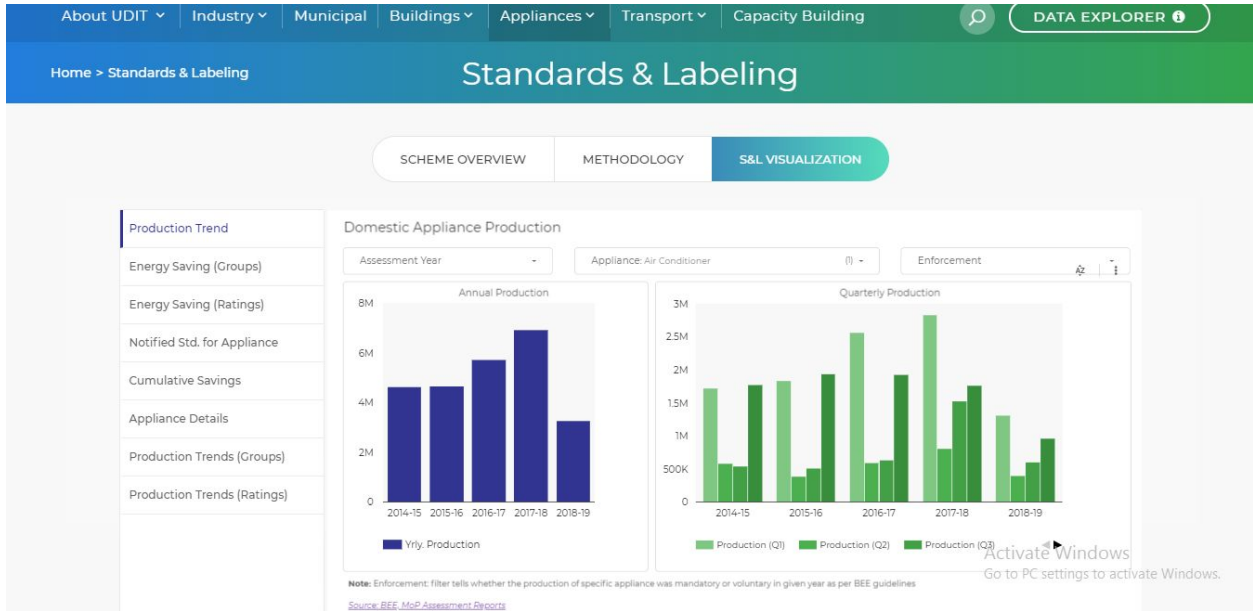 About UDIT Industry Municipal Buildings Appliances Transport Capacity Building DATA EXPLORER
Home > Standards & Labeling
Standards & Labeling
SCHEME OVERVIEW METHODOLOGY S&L VISUALIZATION
Production Trend
Energy Saving (Groups)
Energy Saving (Ratings)
Notified Std. for Appliance
Cumulative Savings
Appliance Details
Production Trends (Groups)
Production Trends (Ratings)
Domestic Appliance Production
Assessment Year - Appliance: Air Conditioner (1) - Enforcement -
AZ
Annual Production
8M
6M
4M
2M
0
2014-15 2015-16 2016-17 2017-18 2018-19
Yrly. Production
Quarterly Production
3M
2.5M
2M
1.5M
1M
500K
0
2014-15 2015-16 2016-17 2017-18 2018-19
Production (Q1) Production (Q2) Production (Q3)
Note: Enforcement: filter tells whether the production of specific appliance was mandatory or voluntary in given year as per BEE guidelines
Source: BEE, MoP Assessment Reports
Activate Windows
Go to PC settings to activate Windows.